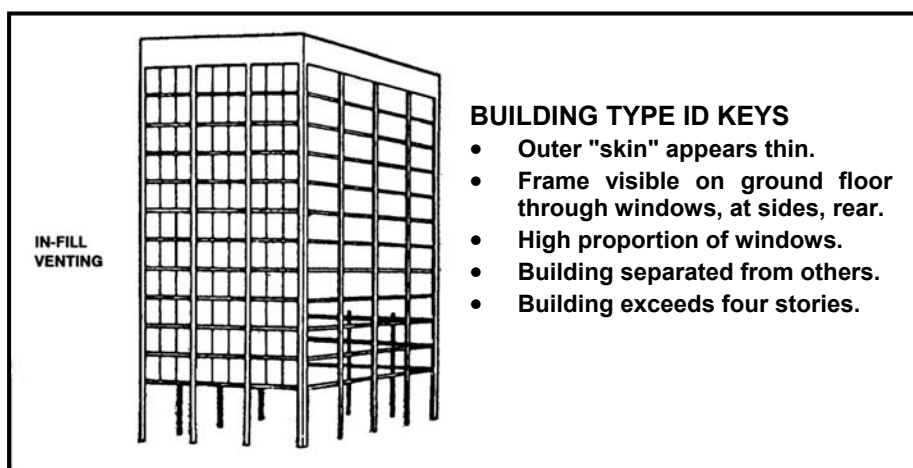 IN-FILL
VENTING
BUILDING TYPE ID KEYS
• Outer "skin" appears thin.
• Frame visible on ground floor
through windows, at sides, rear.
• High proportion of windows.
• Building separated from others.
• Building exceeds four stories.